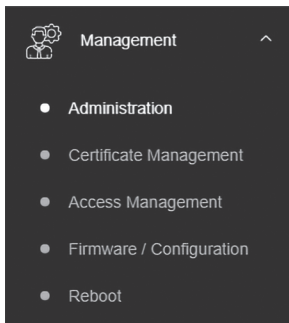 Management
Administration
Certificate Management
Access Management
Firmware / Configuration
Reboot